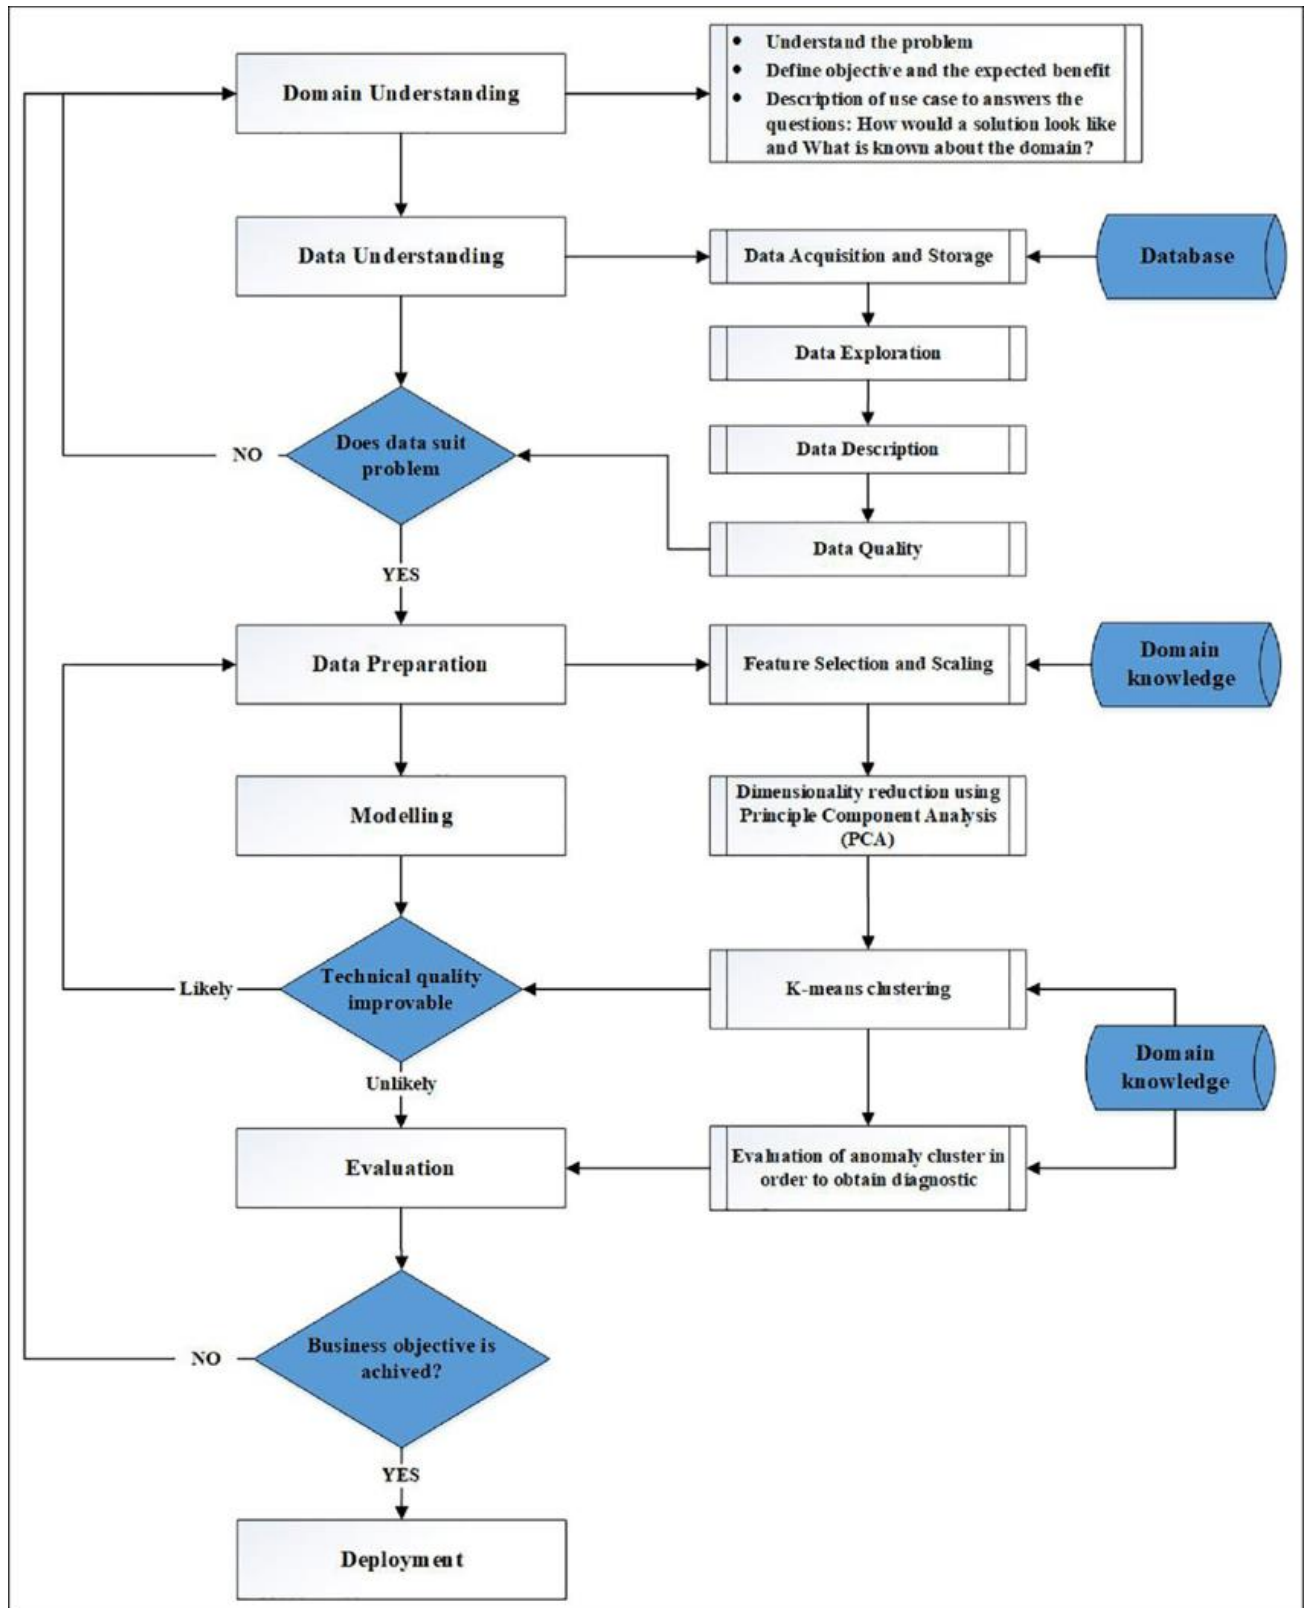 Domain Understanding
• Understand the problem
• Define objective and the expected benefit
• Description of use case to answers the
questions: How would a solution look like
and What is known about the domain?
Data Understanding
Data Acquisition and Storage
Database
Data Exploration
Does data suit
problem
NO
Data Description
Data Quality
YES
Data Preparation
Feature Selection and Scaling
Domain
knowledge
Modelling
Dimensionality reduction using
Principle Component Analysis
(PCA)
Technical quality
improvable
Likely
K-means clustering
Domain
knowledge
Unlikely
Evaluation
Evaluation of anomaly cluster in
order to obtain diagnostic
Business objective is
achived?
NO
YES
Deployment